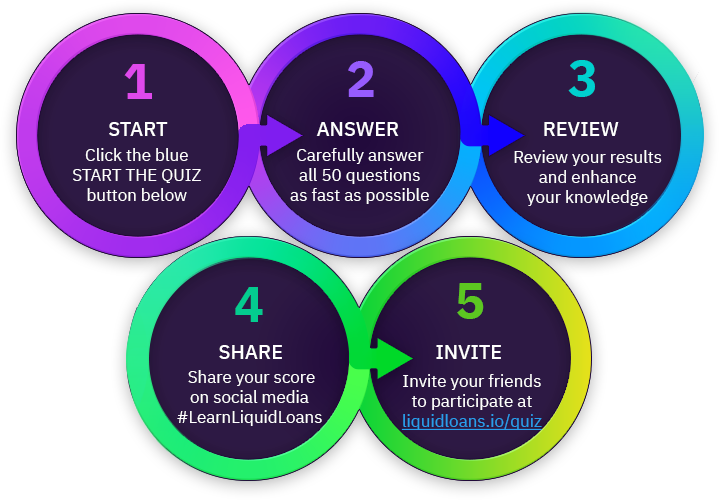 1
START
Click the blue
START THE QUIZ
button below
2
ANSWER
Carefully answer
all 50 questions
as fast as possible
3
REVIEW
Review your results
and enhance
your knowledge
4
SHARE
Share your score
on social media
#LearnLiquidLoans
5
INVITE
Invite your friends
to participate at
liquidloans.io/quiz